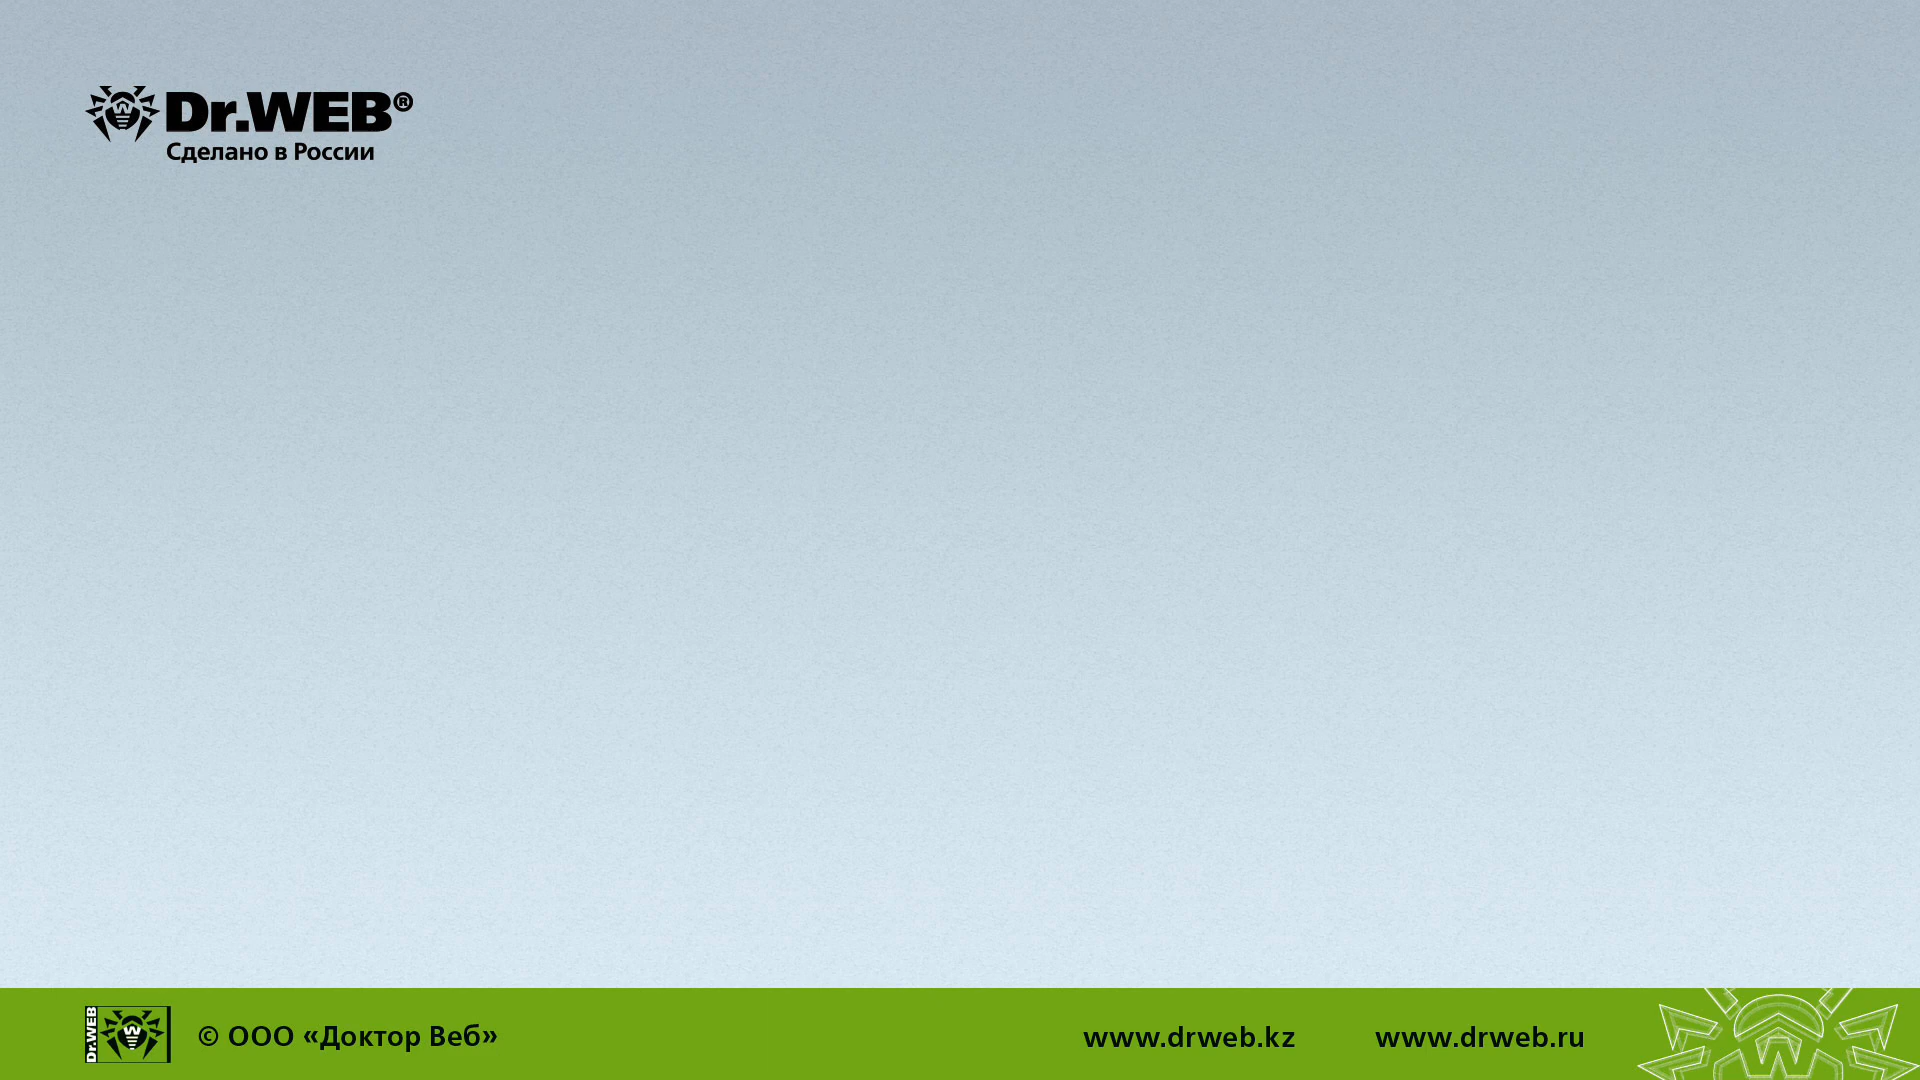 Dr.WEB®
Сделано в России
Dr.WEB
© ООО «Доктор Веб»
www.drweb.kz
www.drweb.ru